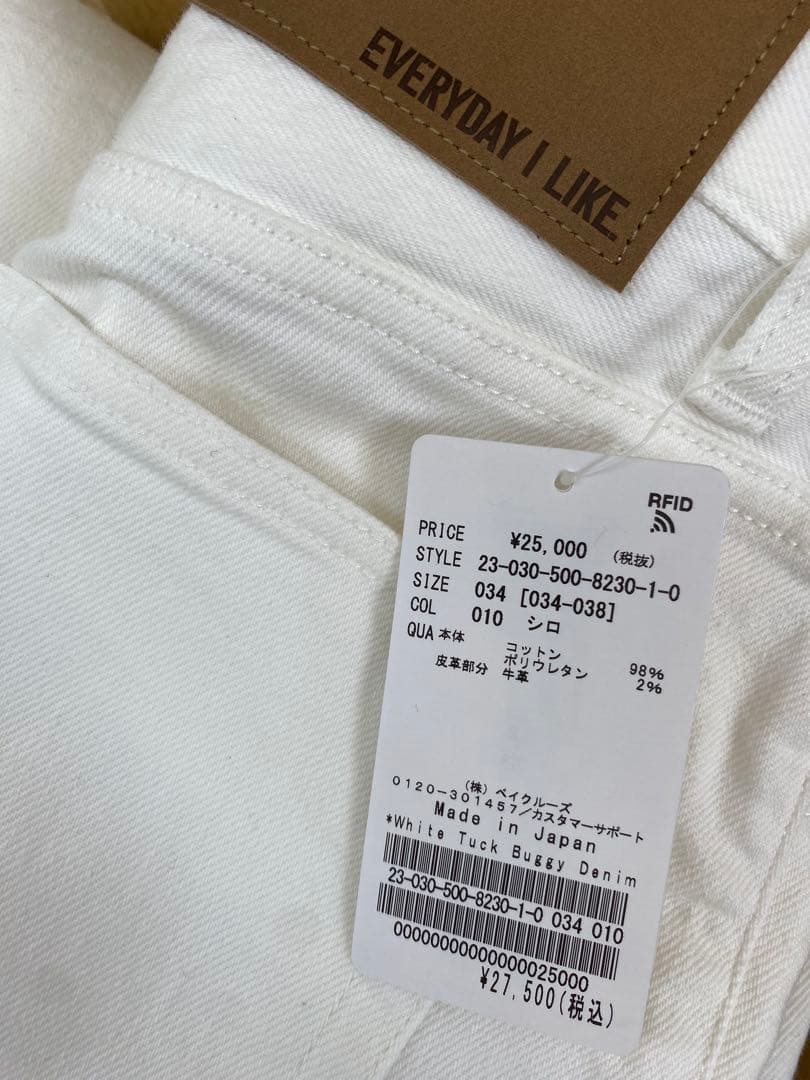 EVERYDAY I LIKE.
RFID
PRICE ¥25,000 (税抜)
STYLE 23-030-500-8230-1-0
SIZE 034 [034-038]
COL 010 シロ
QUA 本体 コットン 98%
ポリウレタン 2%
皮革部分 牛革
(株) ベイクルーズ
0120-301457/カスタマーサポート
Made in Japan
*White Tuck Buggy Denim
23-030-500-8230-1-0 034 010
00000000000000025000
¥27,500(税込)